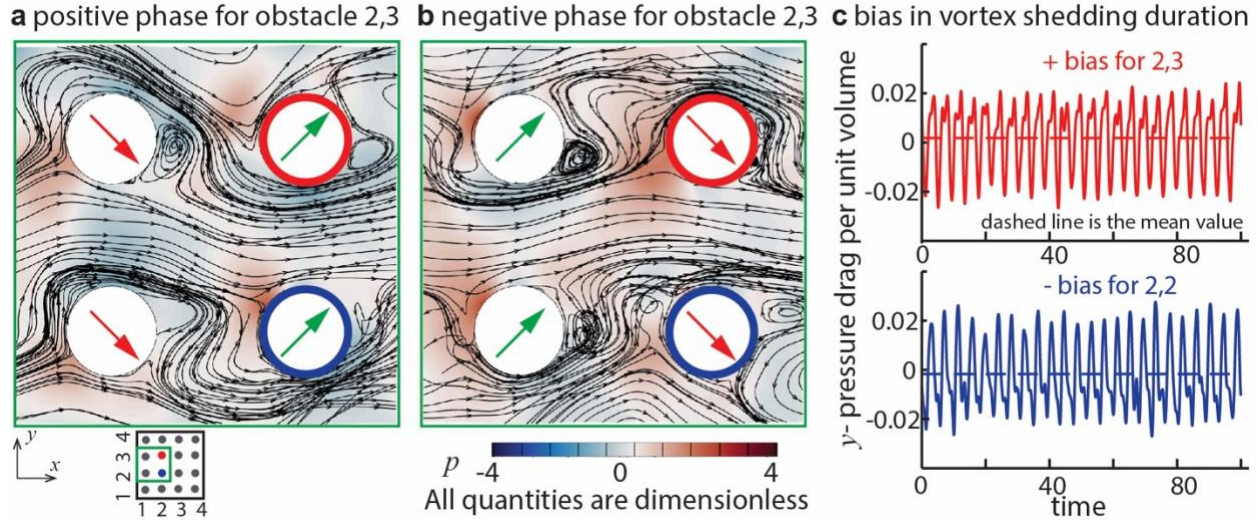 a positive phase for obstacle 2,3
b negative phase for obstacle 2,3
c bias in vortex shedding duration
y
x
4
3
2
1
1 2 3 4
p
-4 0 4
All quantities are dimensionless
y- pressure drag per unit volume
+ bias for 2,3
0.02
0
-0.02
dashed line is the mean value
0 40 80
- bias for 2,2
0.02
0
-0.02
0 40 80
time